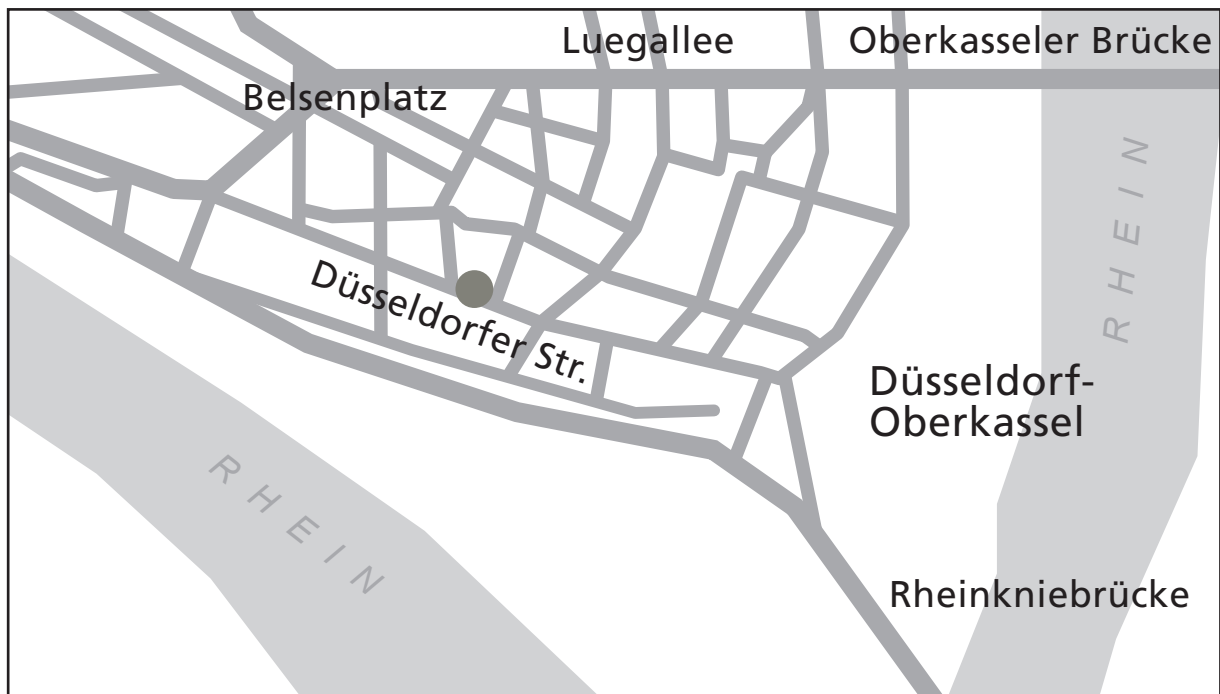 Luegallee
Oberkasseler Brücke
Belsenplatz
RHEIN
Düsseldorfer Str.
Düsseldorf-
Oberkassel
RHEIN
Rheinkniebrücke